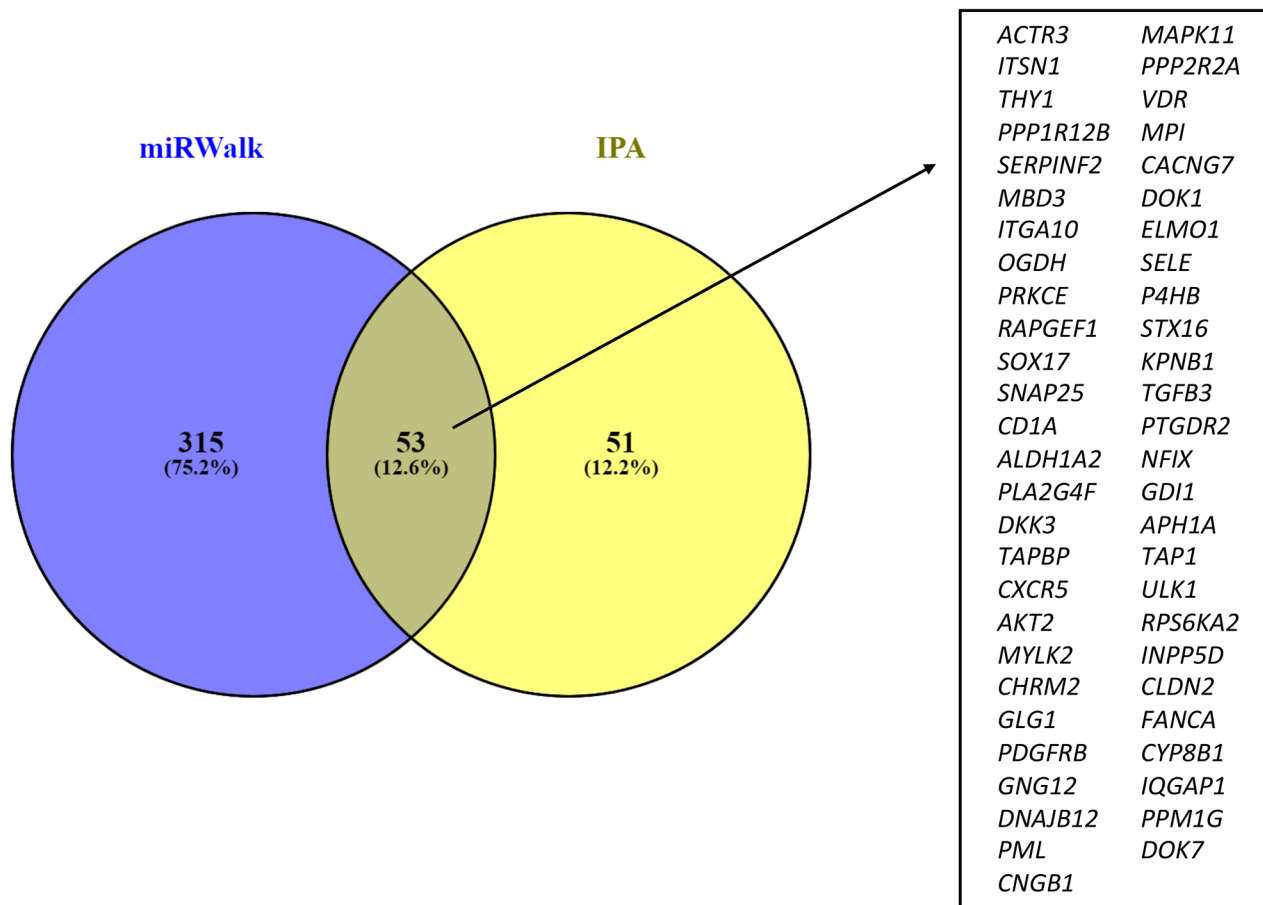 miRWalk
IPA
315
(75.2%)
53
(12.6%)
51
(12.2%)
ACTR3 MAPK11
ITSN1 PPP2R2A
THY1 VDR
PPP1R12B MPI
SERPINF2 CACNG7
MBD3 DOK1
ITGA10 ELMO1
OGDH SELE
PRKCE P4HB
RAPGEF1 STX16
SOX17 KPNB1
SNAP25 TGFB3
CD1A PTGDR2
ALDH1A2 NFIX
PLA2G4F GDI1
DKK3 APH1A
TAPBP TAP1
CXCR5 ULK1
AKT2 RPS6KA2
MYLK2 INPP5D
CHRM2 CLDN2
GLG1 FANCA
PDGFRB CYP8B1
GNG12 IQGAP1
DNAJB12 PPM1G
PML DOK7
CNGB1